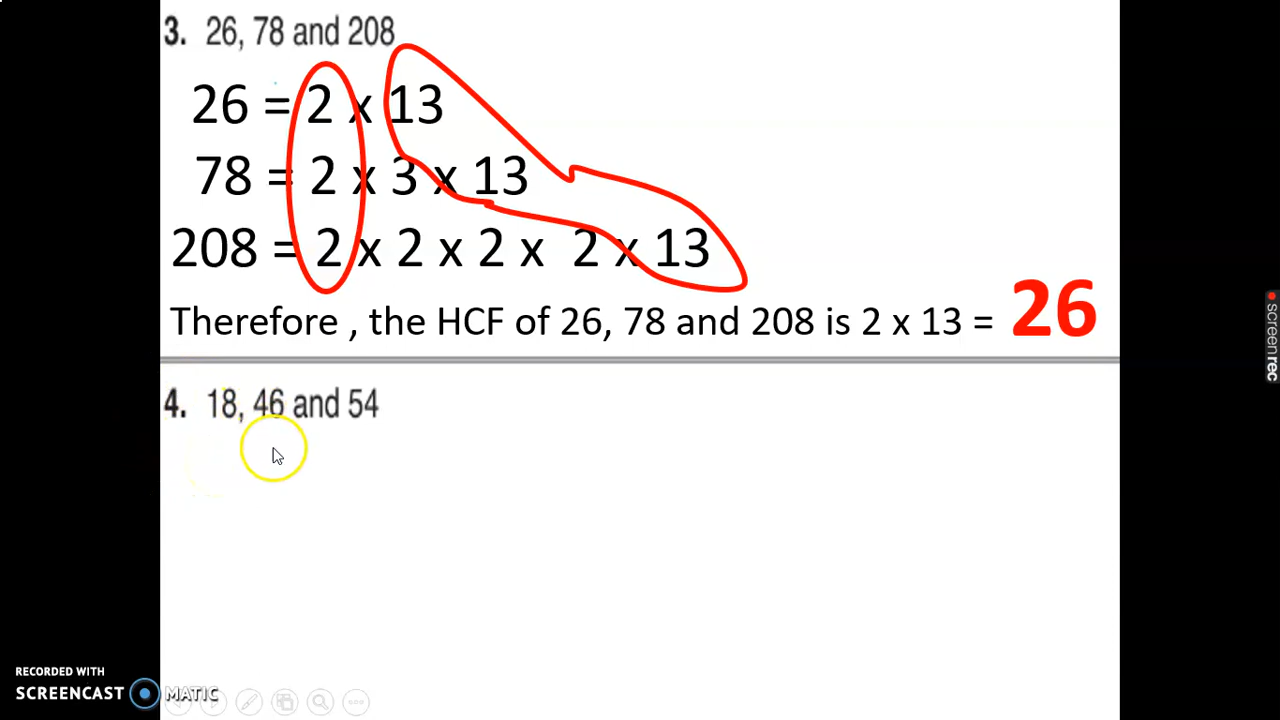 3. 26, 78 and 208
26 = 2 x 13
78 = 2 x 3 x 13
208 = 2 x 2 x 2 x 2 x 13
Therefore , the HCF of 26, 78 and 208 is 2 x 13 = 26
4. 18, 46 and 54
screenrec
RECORDED WITH
SCREENCAST MATIC